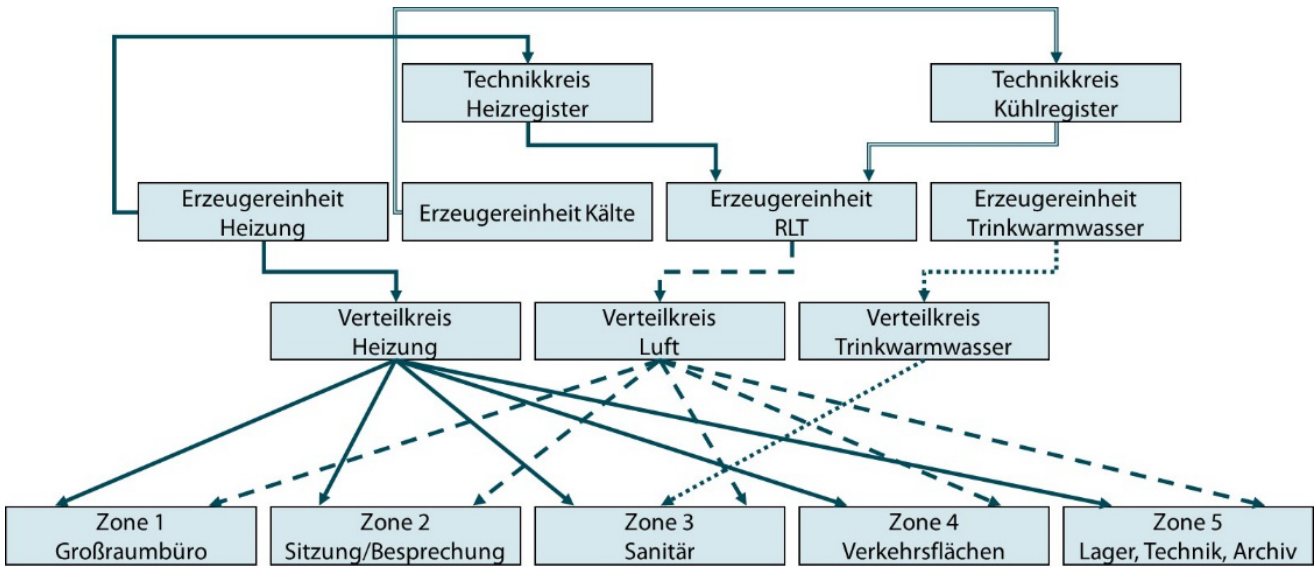 Technikkreis
Heizregister
Technikkreis
Kühlregister
Erzeugereinheit
Heizung
Erzeugereinheit Kälte
Erzeugereinheit
RLT
Erzeugereinheit
Trinkwarmwasser
Verteilkreis
Heizung
Verteilkreis
Luft
Verteilkreis
Trinkwarmwasser
Zone 1
Großraumbüro
Zone 2
Sitzung/Besprechung
Zone 3
Sanitär
Zone 4
Verkehrsflächen
Zone 5
Lager, Technik, Archiv